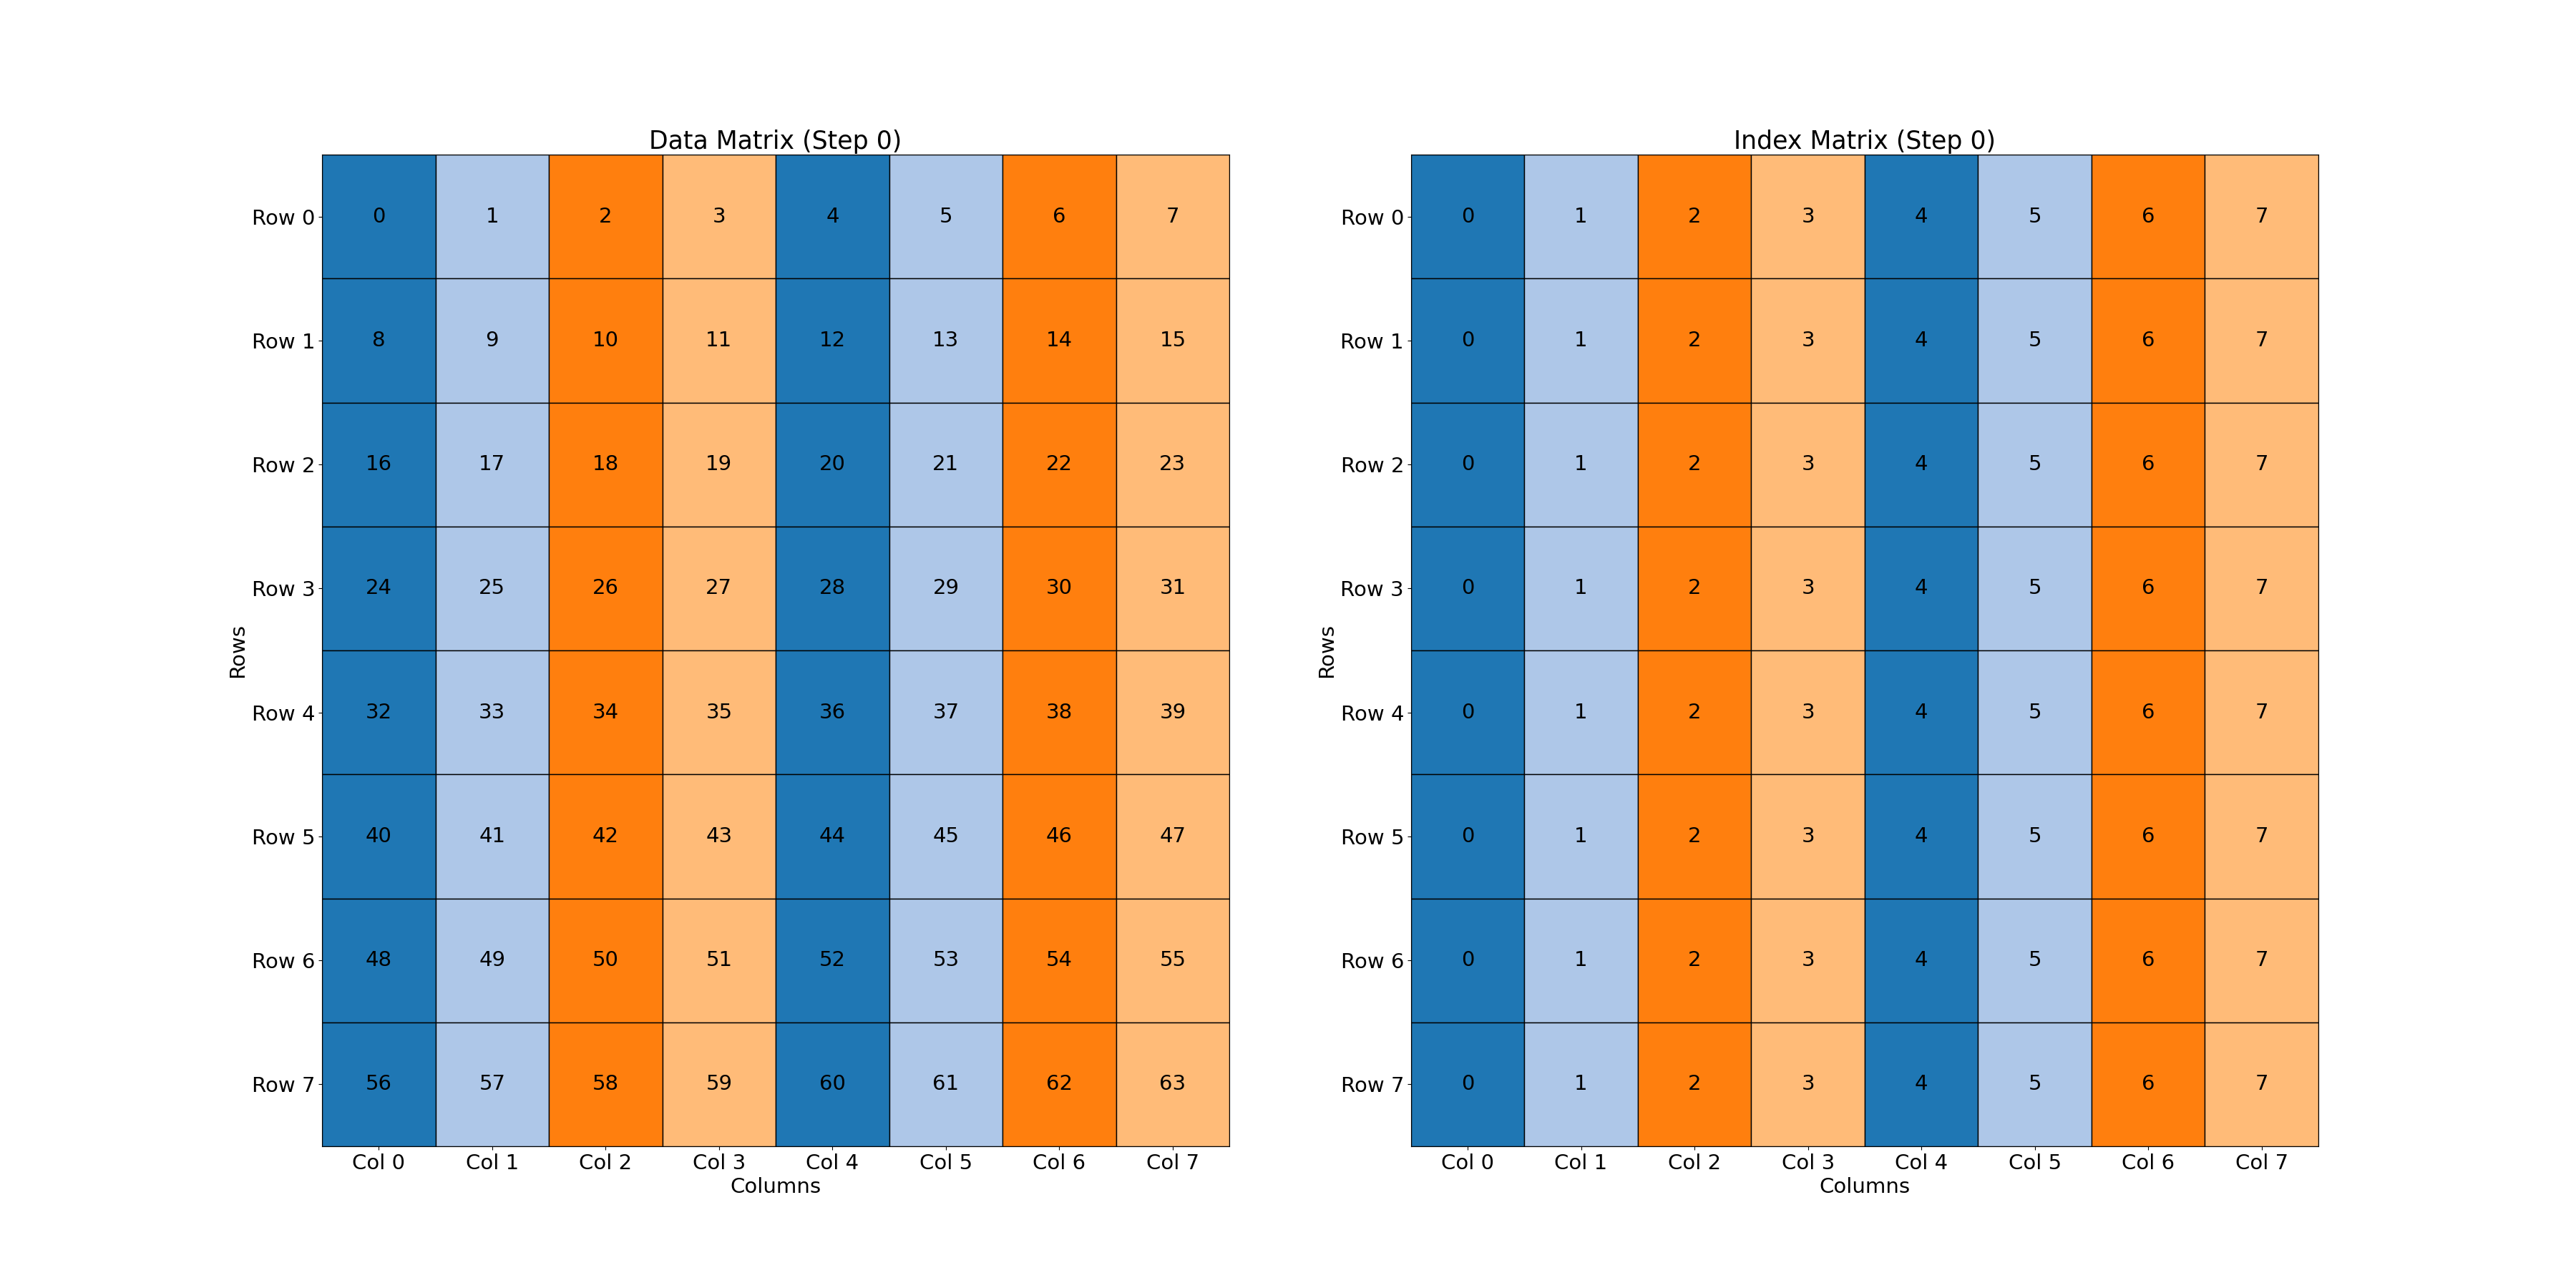 Data Matrix (Step 0)
Row 0 0 1 2 3 4 5 6 7
Row 1 8 9 10 11 12 13 14 15
Row 2 16 17 18 19 20 21 22 23
Row 3 24 25 26 27 28 29 30 31
Row 4 32 33 34 35 36 37 38 39
Row 5 40 41 42 43 44 45 46 47
Row 6 48 49 50 51 52 53 54 55
Row 7 56 57 58 59 60 61 62 63
Col 0 Col 1 Col 2 Col 3 Col 4 Col 5 Col 6 Col 7
Columns
Rows
Index Matrix (Step 0)
Row 0 0 1 2 3 4 5 6 7
Row 1 0 1 2 3 4 5 6 7
Row 2 0 1 2 3 4 5 6 7
Row 3 0 1 2 3 4 5 6 7
Row 4 0 1 2 3 4 5 6 7
Row 5 0 1 2 3 4 5 6 7
Row 6 0 1 2 3 4 5 6 7
Row 7 0 1 2 3 4 5 6 7
Col 0 Col 1 Col 2 Col 3 Col 4 Col 5 Col 6 Col 7
Columns
Rows